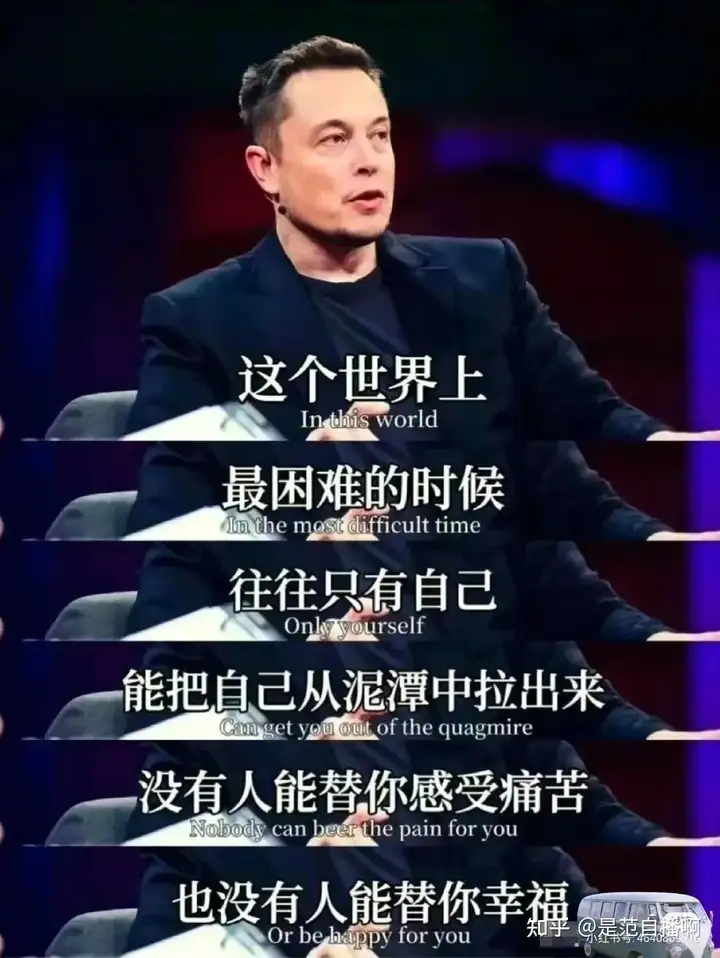 这个世界上
In this world
最困难的时候
In the most difficult time
往往只有自己
Only yourself
能把自己从泥潭中拉出来
Can get you out of the quagmire
没有人能替你感受痛苦
Nobody can beer the pain for you
也没有人能替你幸福
Or be happy for you
知乎 @是范自播啊